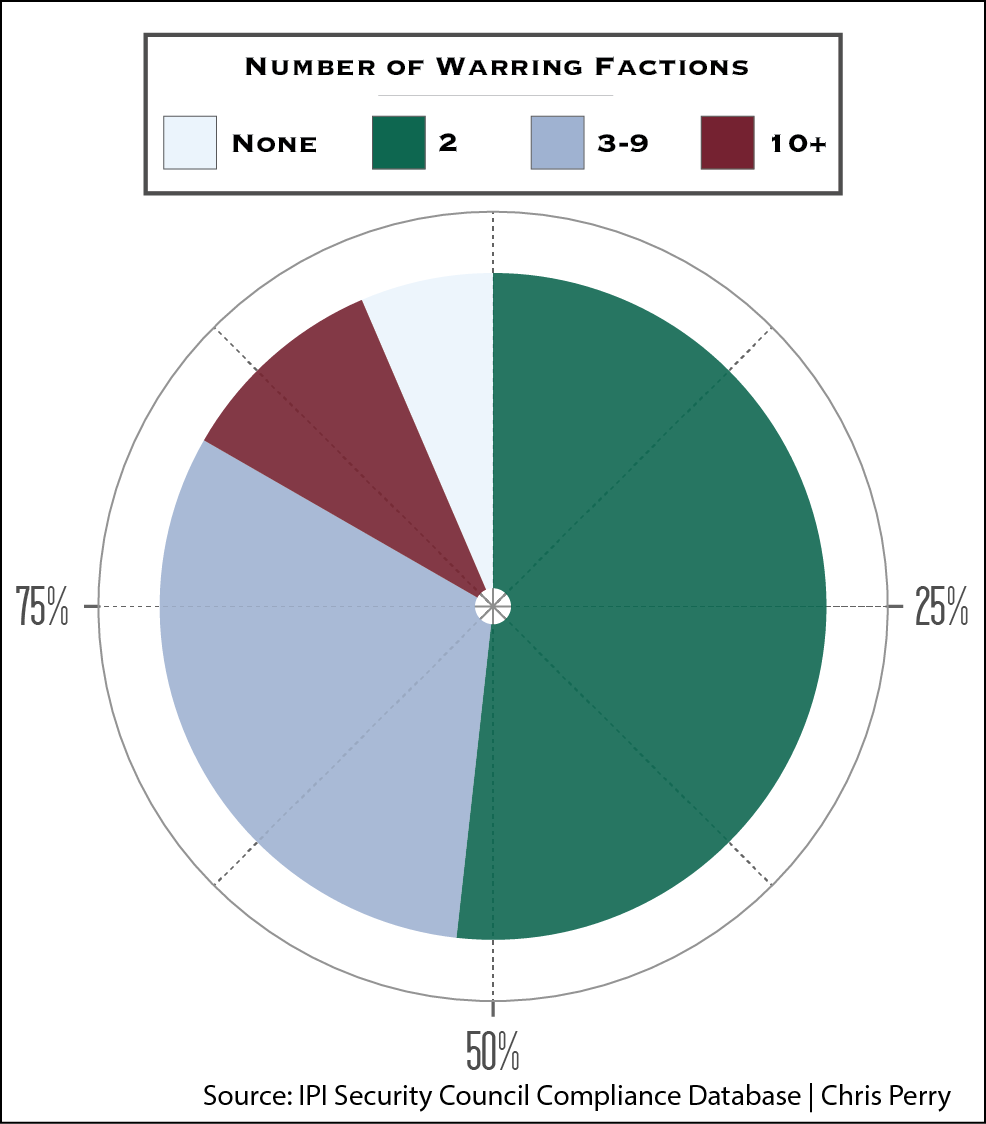 Number of Warring Factions
None 2 3-9 10+
75% 25%
50%
Source: IPI Security Council Compliance Database | Chris Perry